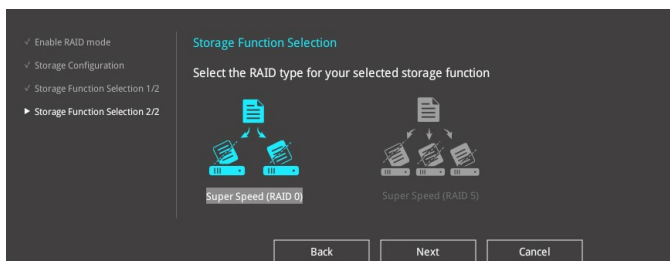 ✓ Enable RAID mode
✓ Storage Configuration
✓ Storage Function Selection 1/2
▶ Storage Function Selection 2/2
Storage Function Selection
Select the RAID type for your selected storage function
Super Speed (RAID 0)
Super Speed (RAID 5)
Back
Next
Cancel